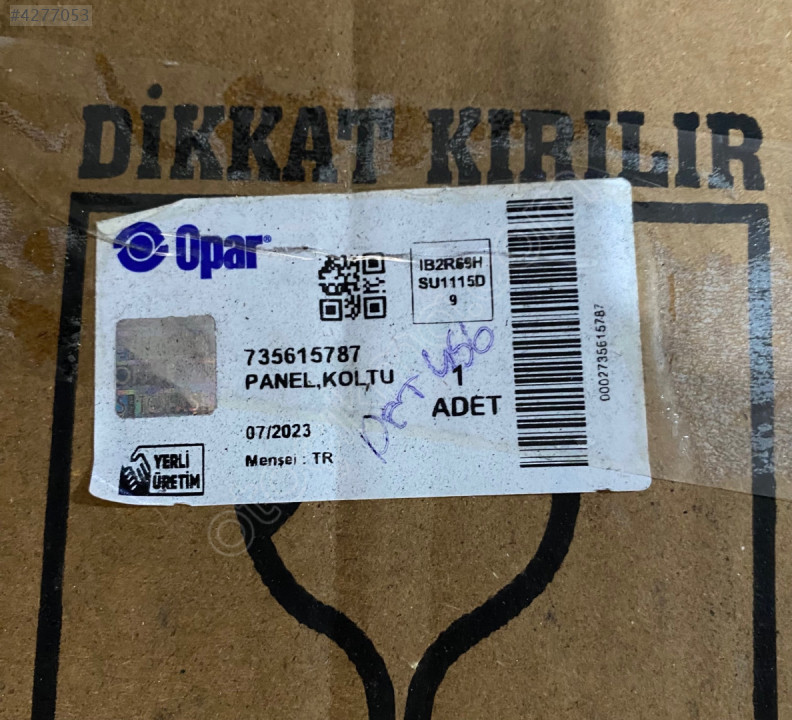 #4277053
DİKKAT KIRILIR
Opar®
IB2R69H
SU1115D
9
735615787
PANEL,KOLTU
1
ADET
07/2023
Menşei : TR
YERLİ
ÜRETİM
0002735615787